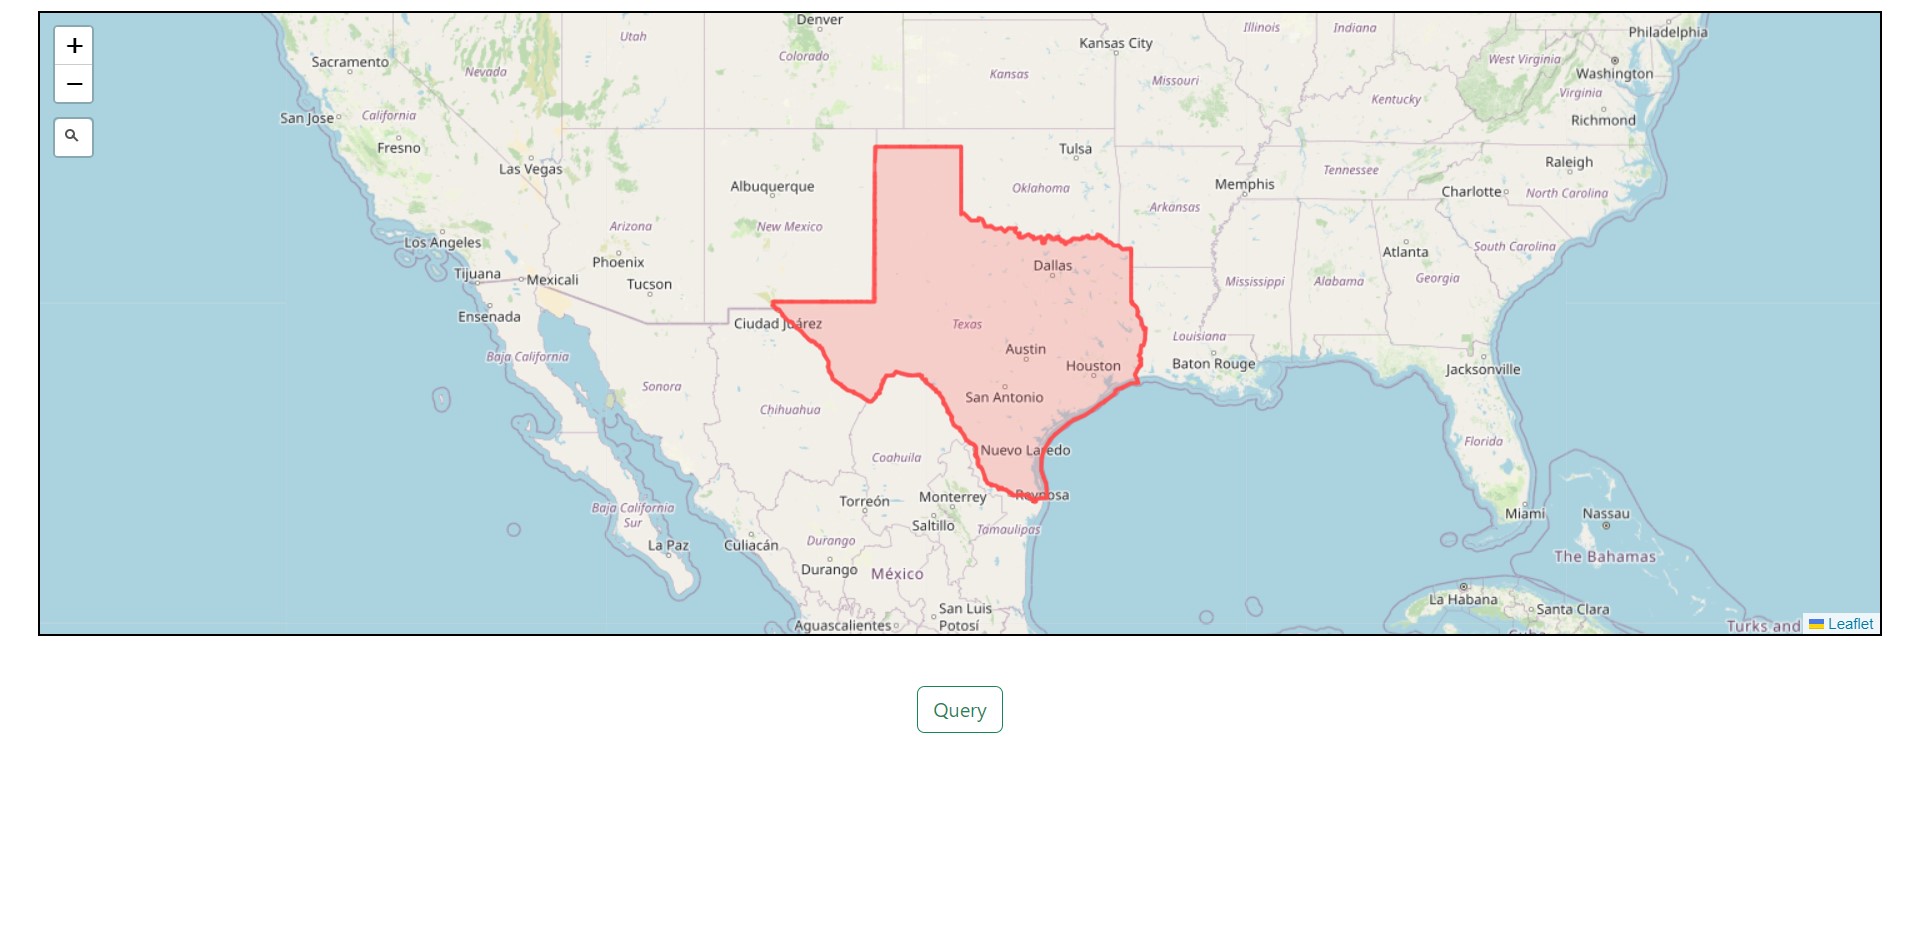 +
−
Denver
Utah
Colorado
Kansas City
Illinois
Indiana
Philadelphia
Sacramento
Nevada
Kansas
Missouri
West Virginia
Washington
Virginia
San Jose
California
Kentucky
Richmond
Fresno
Las Vegas
Tulsa
Tennessee
Raleigh
Albuquerque
Oklahoma
Memphis
Charlotte
North Carolina
Arizona
New Mexico
Arkansas
Los Angeles
Phoenix
Dallas
Atlanta
South Carolina
Tijuana
Mexicali
Tucson
Mississippi
Alabama
Georgia
Ensenada
Ciudad Juárez
Texas
Louisiana
Baja California
Austin
Houston
Baton Rouge
Jacksonville
Sonora
San Antonio
Chihuahua
Florida
Coahuila
Nuevo Laredo
Torreón
Monterrey
Reynosa
Baja California
Sur
Saltillo
Tamaulipas
Miami
Nassau
La Paz
Culiacán
Durango
The Bahamas
Durango
México
La Habana
San Luis
Potosí
Santa Clara
Aguascalientes
Cuba
Turks and
Leaflet
Query